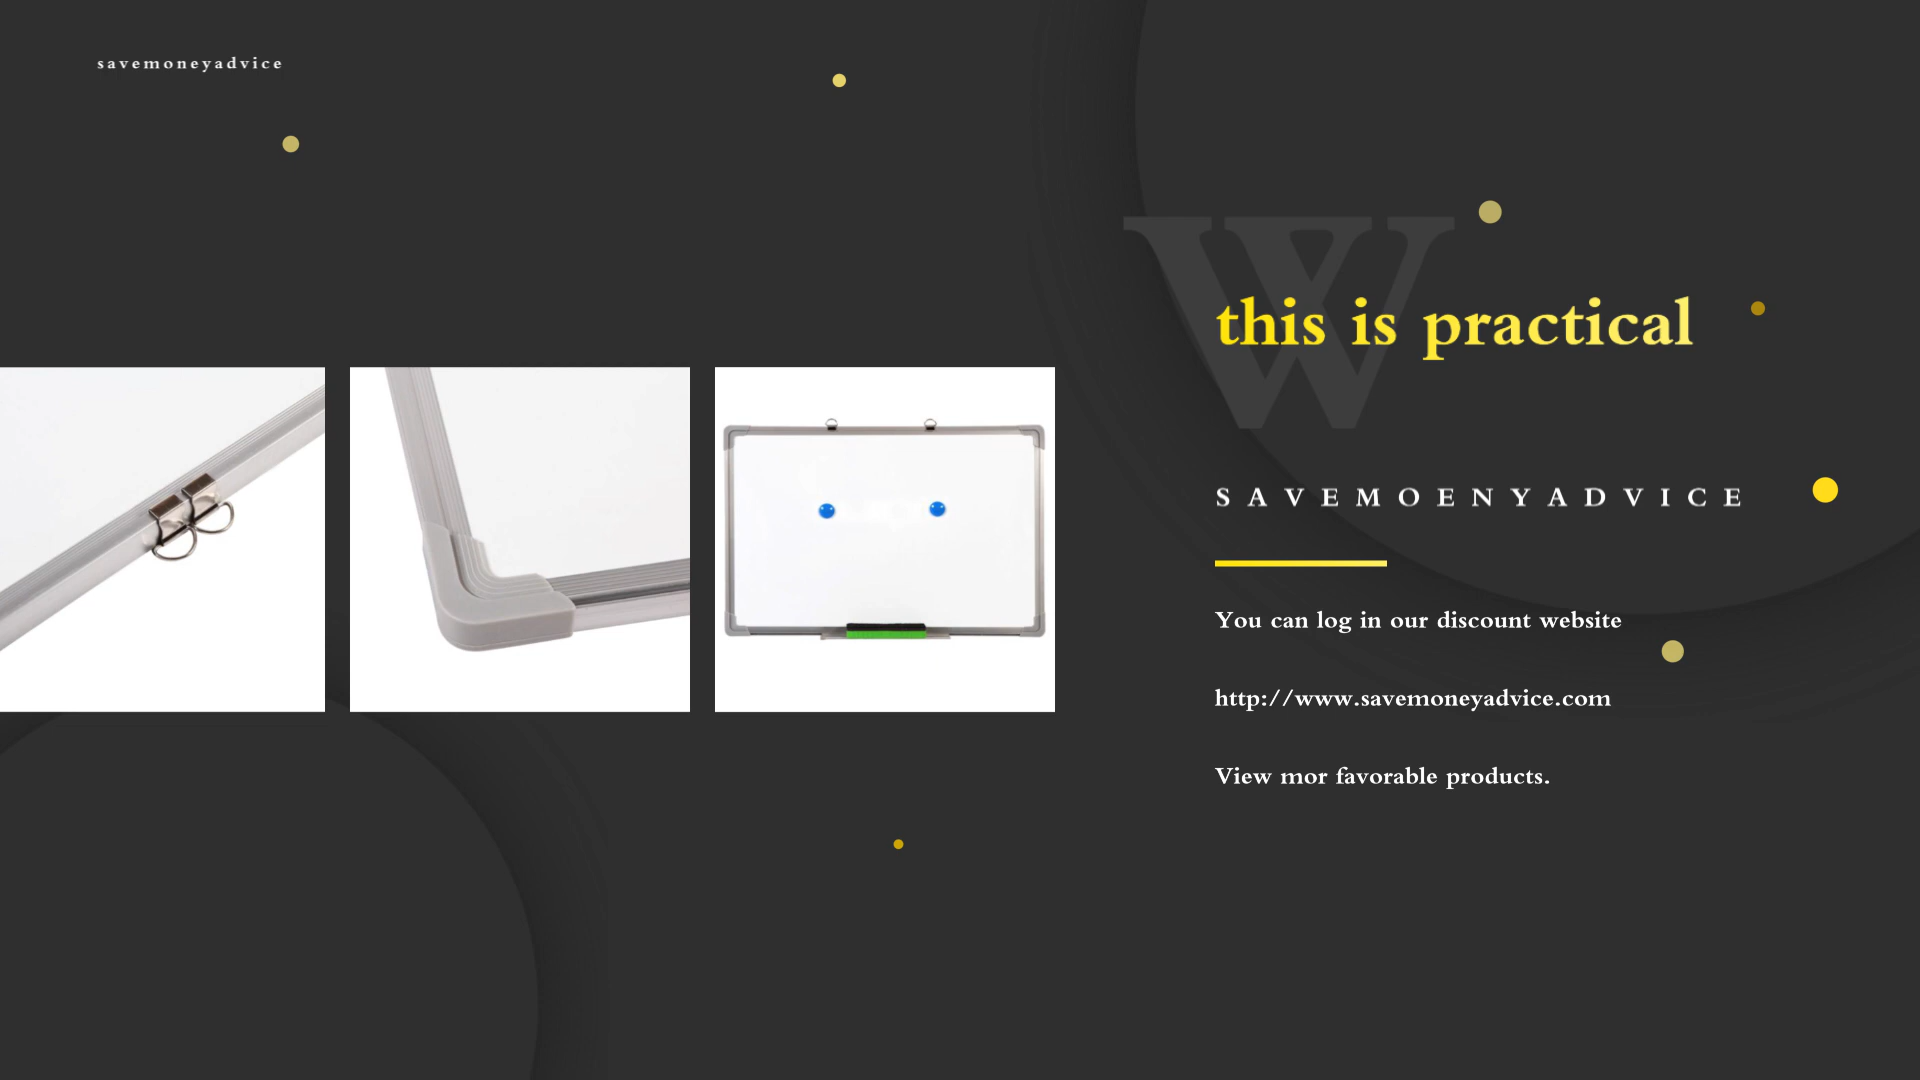 savemoneyadvice
W
this is practical
SAVEMOENYADVICE
You can log in our discount website
http://www.savemoneyadvice.com
View mor favorable products.